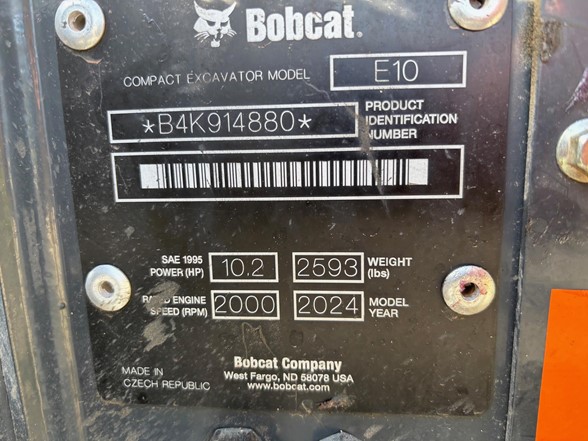 Bobcat.
COMPACT EXCAVATOR MODEL E10
*B4K914880* PRODUCT IDENTIFICATION NUMBER
SAE 1995 POWER (HP) 10.2 2593 WEIGHT (lbs)
RATED ENGINE SPEED (RPM) 2000 2024 MODEL YEAR
MADE IN
CZECH REPUBLIC
Bobcat Company
West Fargo, ND 58078 USA
www.bobcat.com